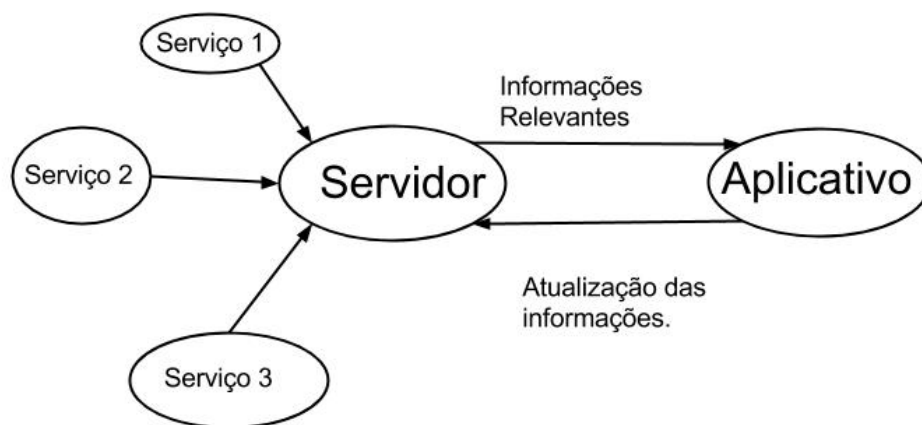 Serviço 1
Informações
Relevantes
Serviço 2
Servidor
Aplicativo
Atualização das
informações.
Serviço 3